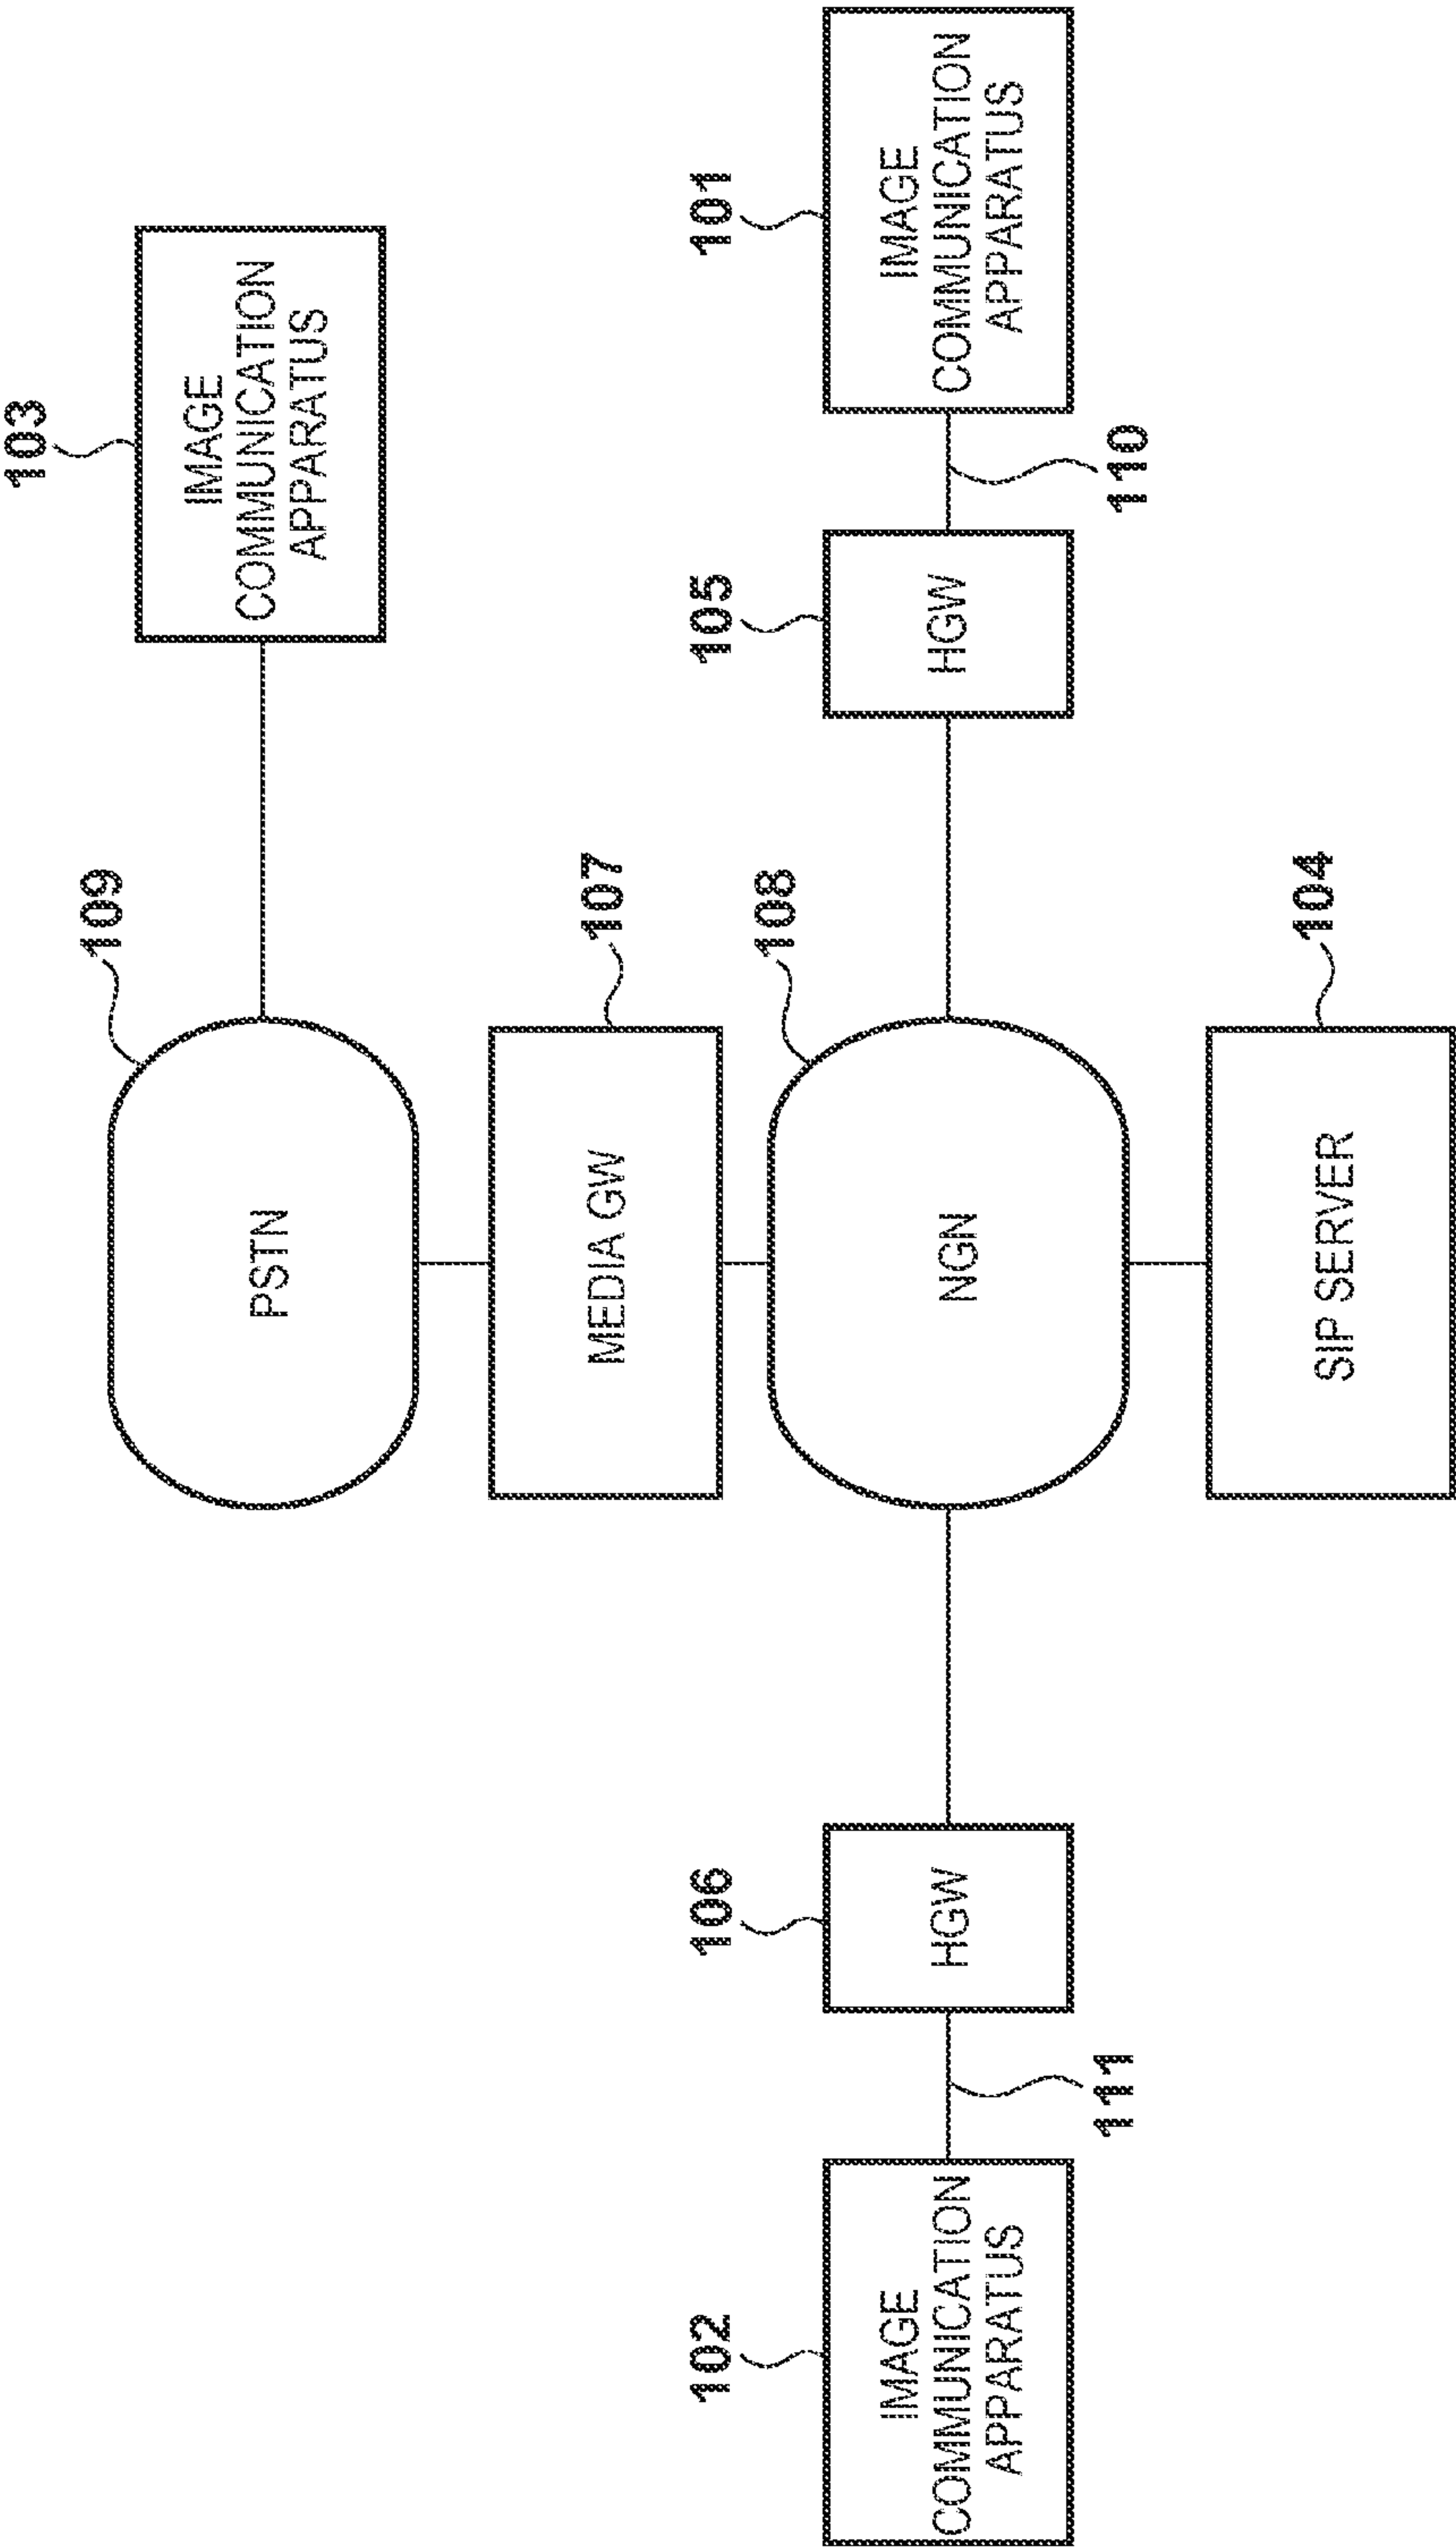 103
IMAGE
COMMUNICATION
APPARATUS
109
PSTN
107
MEDIA GW
102
IMAGE
COMMUNICATION
APPARATUS
111
106
HGW
108
NGN
105
HGW
110
101
IMAGE
COMMUNICATION
APPARATUS
104
SIP SERVER